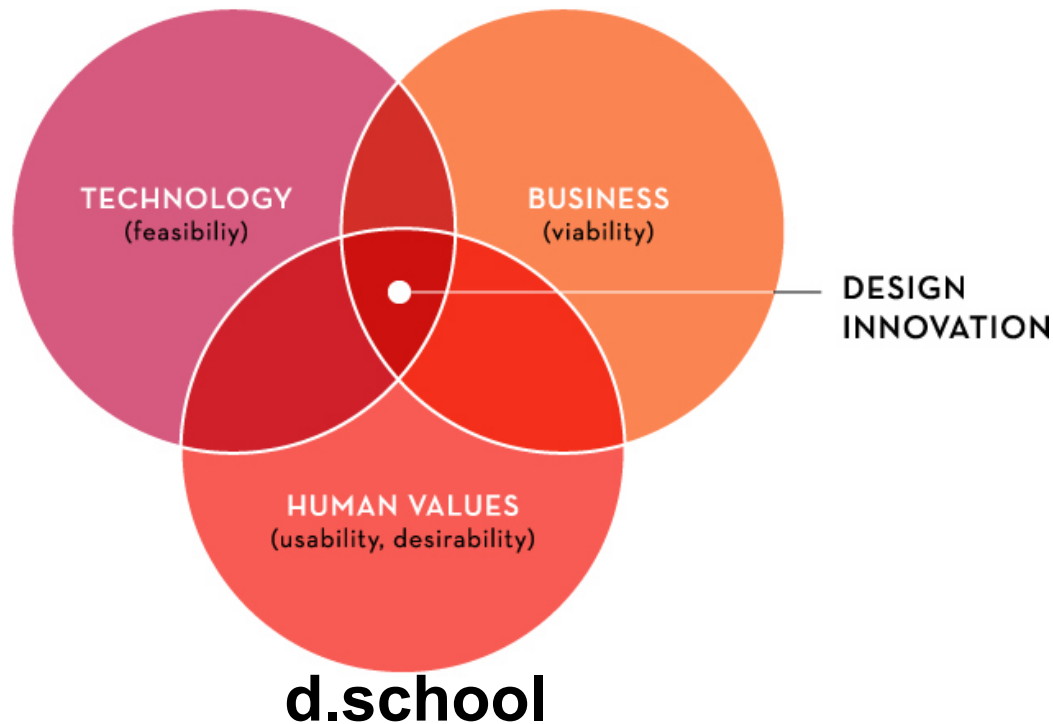 TECHNOLOGY
(feasibiliy)
BUSINESS
(viability)
DESIGN
INNOVATION
HUMAN VALUES
(usability, desirability)
d.school